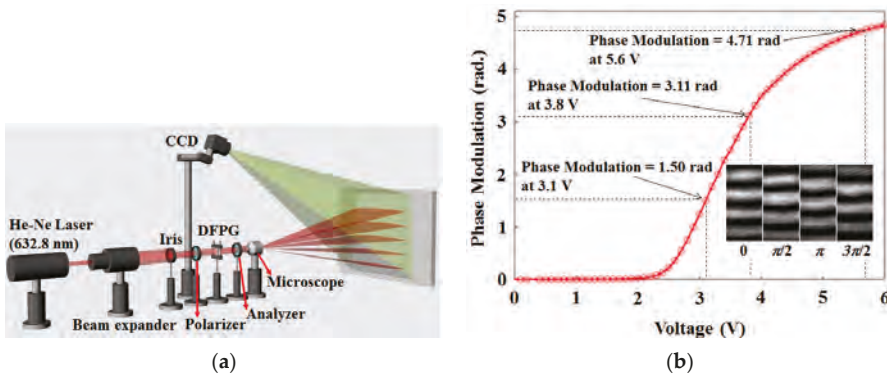 CCD
He-Ne Laser
(632.8 nm)
Iris
DFPG
Microscope
Analyzer
Beam expander
Polarizer
(a)
Phase Modulation (rad.)
5
4
3
2
1
0
Phase Modulation = 4.71 rad
at 5.6 V
Phase Modulation = 3.11 rad
at 3.8 V
Phase Modulation = 1.50 rad
at 3.1 V
0 π/2 π 3π/2
0 1 2 3 4 5 6
Voltage (V)
(b)